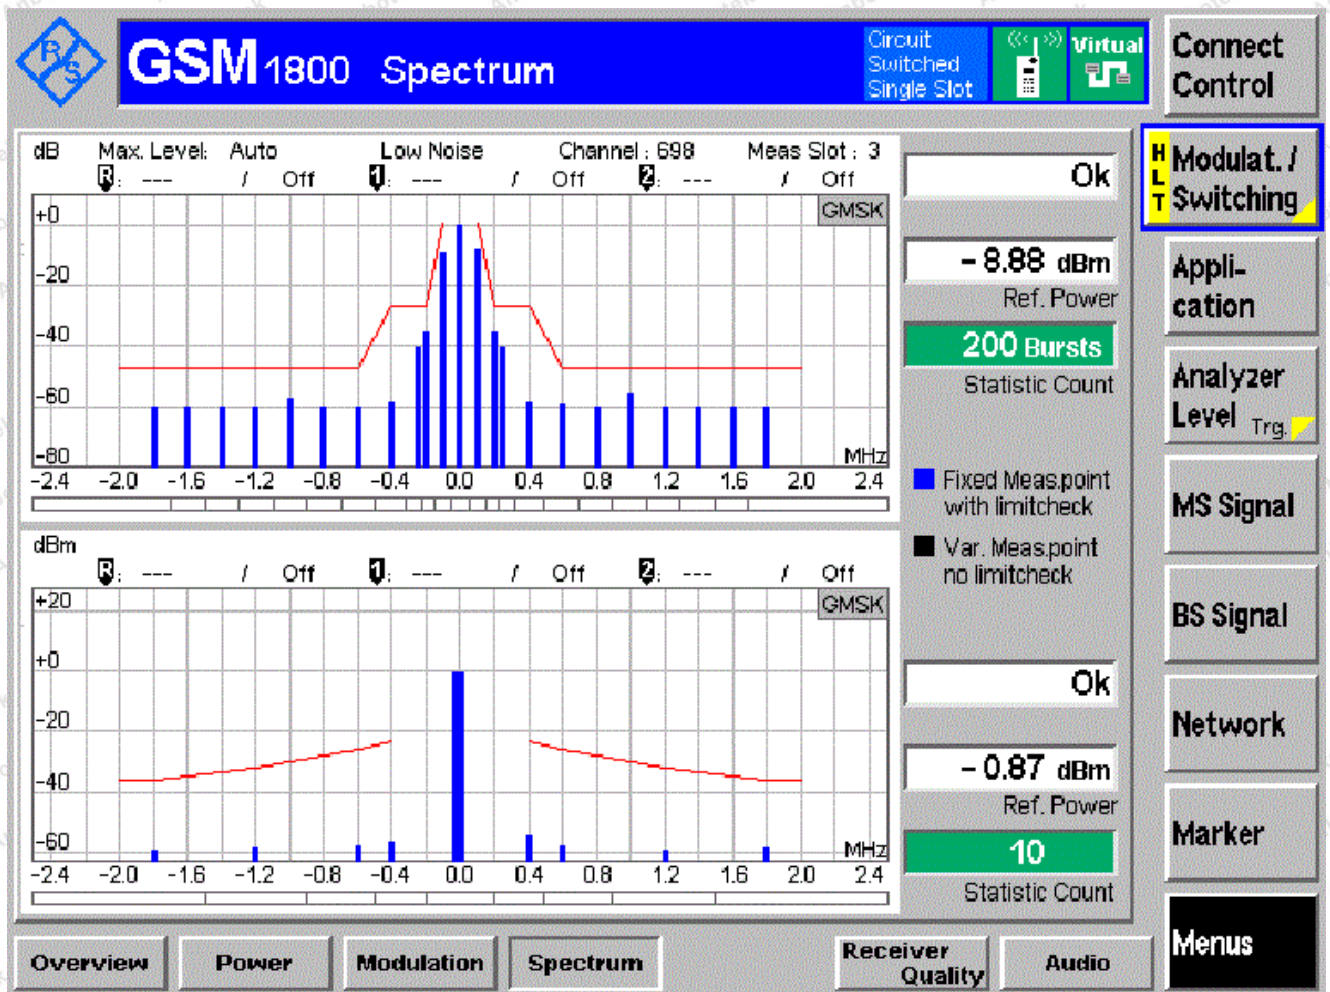 R S
GSM 1800 Spectrum
Circuit
Switched
Single Slot
Virtual
Connect
Control
dB Max. Level: Auto Low Noise Channel : 698 Meas Slot : 3
R : --- / Off 1 : --- / Off 2 : --- / Off
GMSK
+0
-20
-40
-60
-80
MHz
-2.4 -2.0 -1.6 -1.2 -0.8 -0.4 0.0 0.4 0.8 1.2 1.6 2.0 2.4
Ok
- 8.88 dBm
Ref. Power
200 Bursts
Statistic Count
Fixed Meas.point
with limitcheck
Var. Meas.point
no limitcheck
dBm
R : --- / Off 1 : --- / Off 2 : --- / Off
GMSK
+20
+0
-20
-40
-60
MHz
-2.4 -2.0 -1.6 -1.2 -0.8 -0.4 0.0 0.4 0.8 1.2 1.6 2.0 2.4
Ok
- 0.87 dBm
Ref. Power
10
Statistic Count
HLT
Modulat. /
Switching
Appli-
cation
Analyzer
Level Trg.
MS Signal
BS Signal
Network
Marker
Menus
Overview Power Modulation Spectrum
Receiver
Quality
Audio